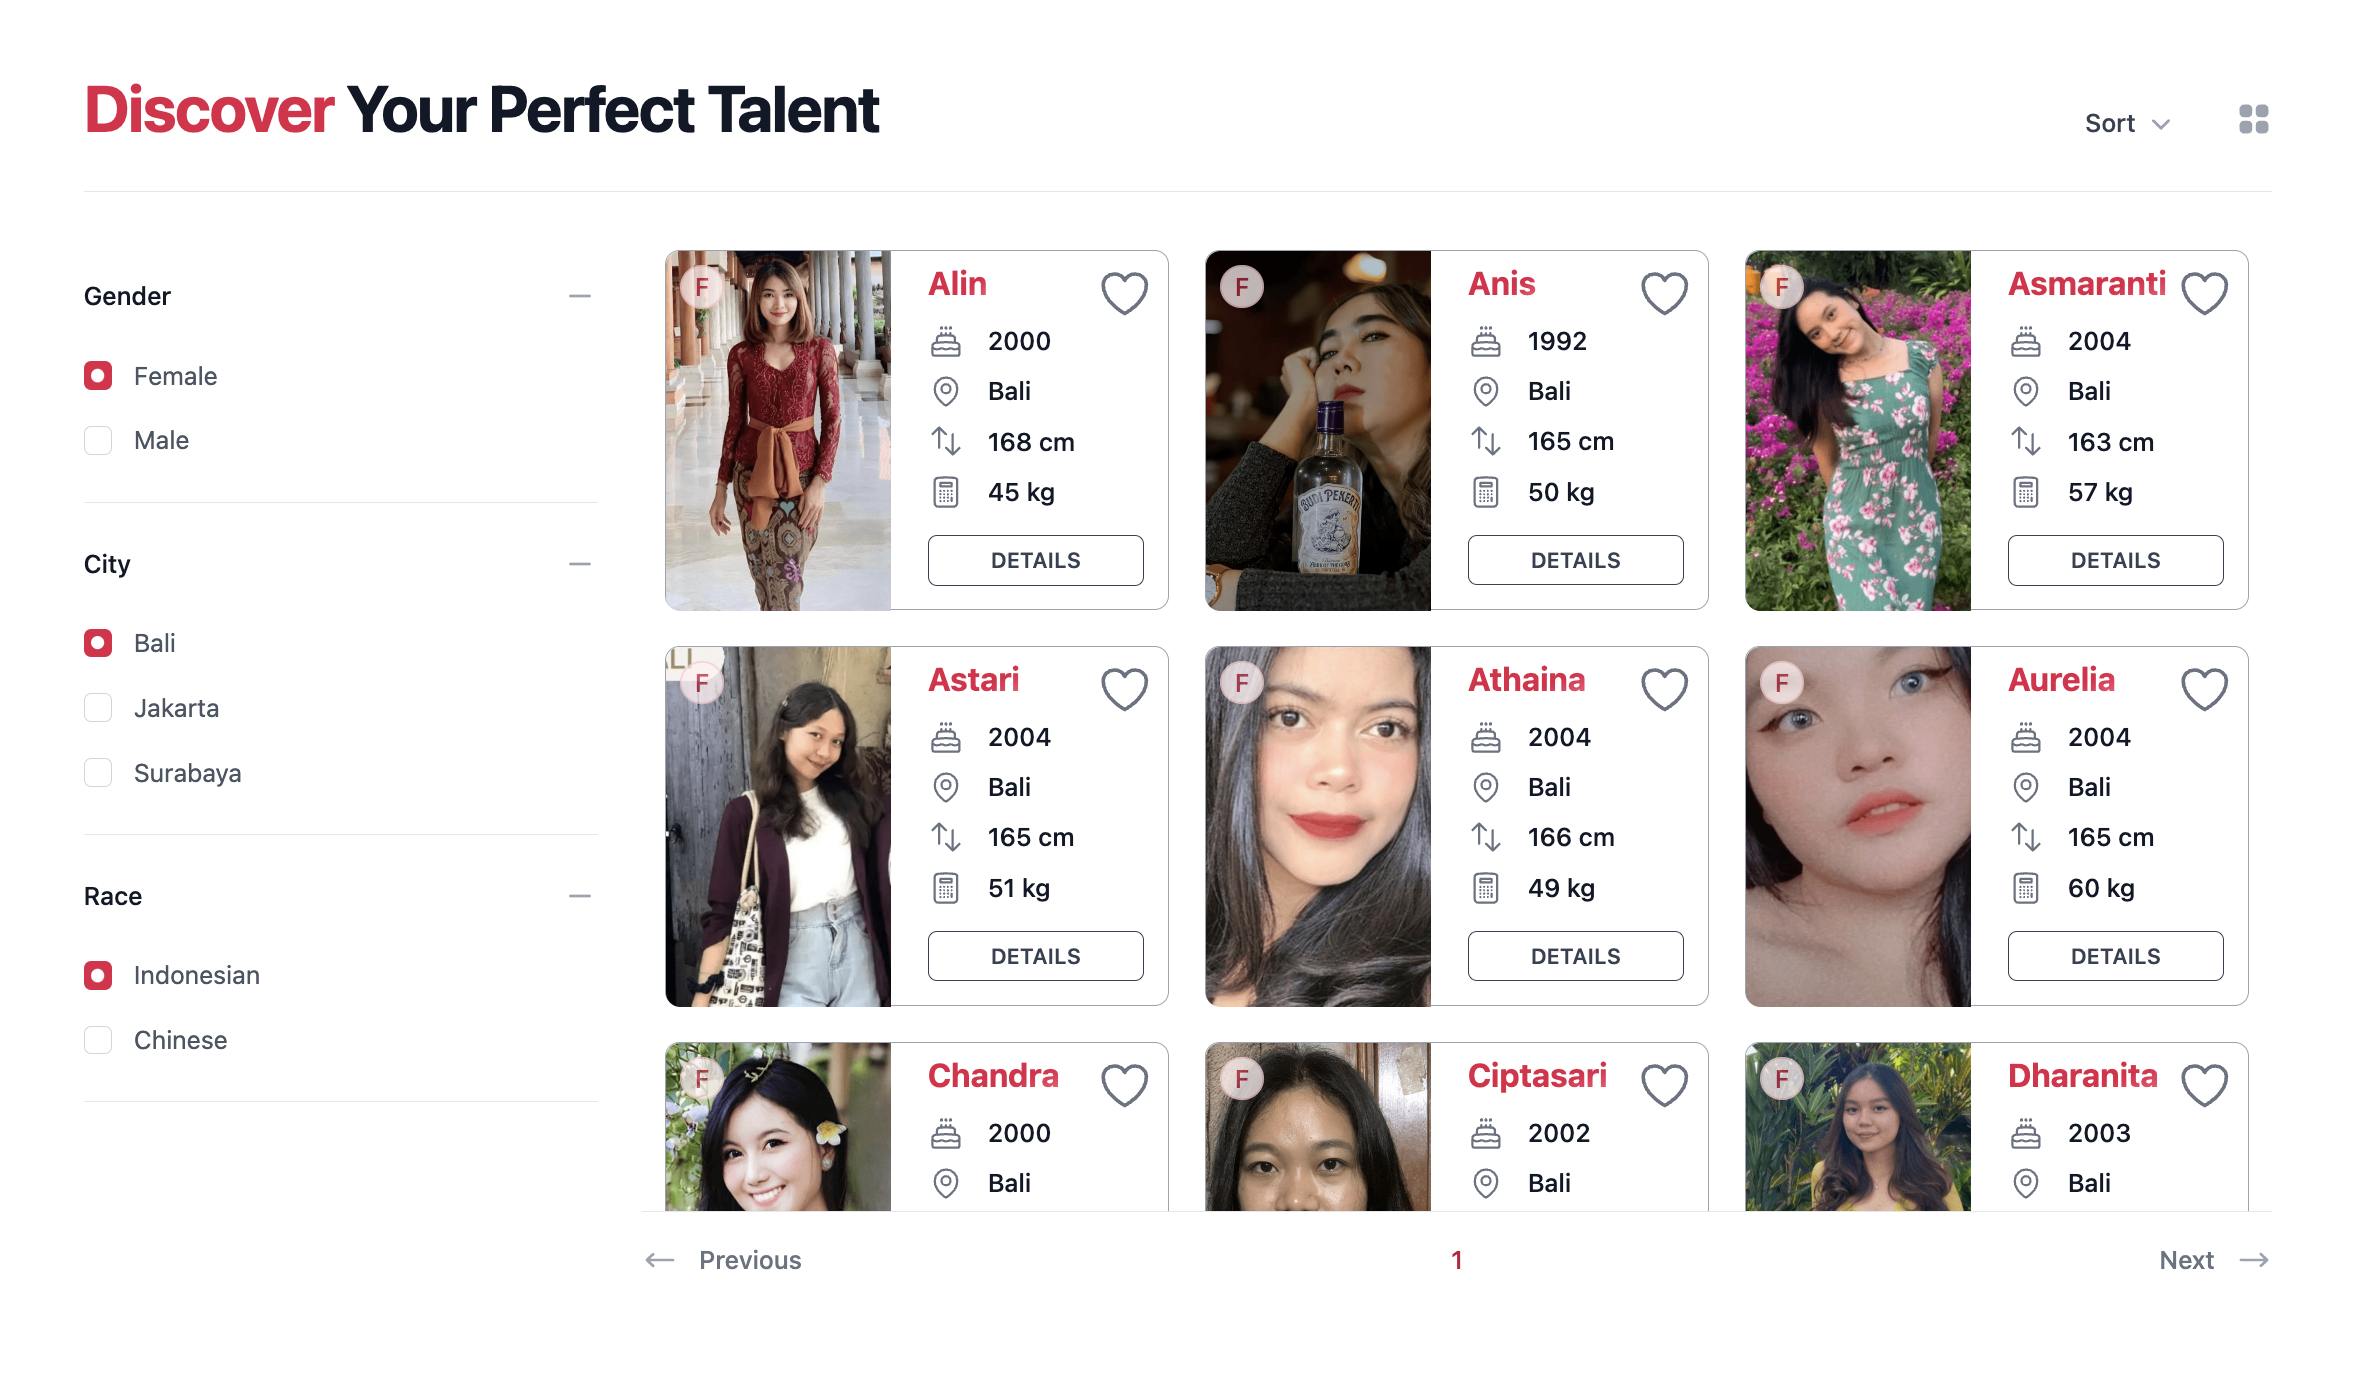 Discover Your Perfect Talent
Sort
Gender
Female
Male
City
Bali
Jakarta
Surabaya
Race
Indonesian
Chinese
F
Alin
2000
Bali
168 cm
45 kg
DETAILS
F
Anis
1992
Bali
165 cm
50 kg
DETAILS
BUDI PEKERTI
F
Asmaranti
2004
Bali
163 cm
57 kg
DETAILS
F
Astari
2004
Bali
165 cm
51 kg
DETAILS
F
Athaina
2004
Bali
166 cm
49 kg
DETAILS
F
Aurelia
2004
Bali
165 cm
60 kg
DETAILS
F
Chandra
2000
Bali
F
Ciptasari
2002
Bali
F
Dharanita
2003
Bali
Previous
1
Next